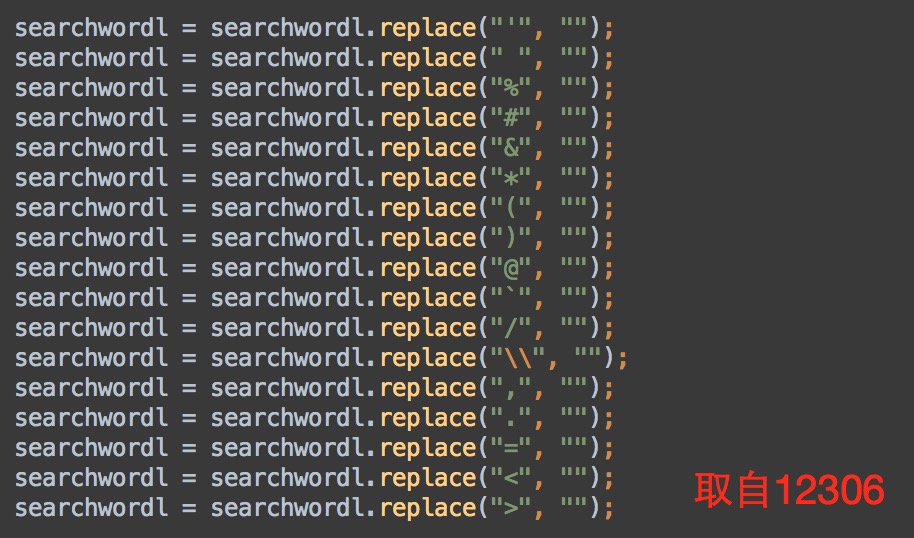 searchwordl = searchwordl.replace("'", "");
searchwordl = searchwordl.replace(" ", "");
searchwordl = searchwordl.replace("%", "");
searchwordl = searchwordl.replace("#", "");
searchwordl = searchwordl.replace("&", "");
searchwordl = searchwordl.replace("*", "");
searchwordl = searchwordl.replace("(", "");
searchwordl = searchwordl.replace(")", "");
searchwordl = searchwordl.replace("@", "");
searchwordl = searchwordl.replace("`", "");
searchwordl = searchwordl.replace("/", "");
searchwordl = searchwordl.replace("\\", "");
searchwordl = searchwordl.replace(",", "");
searchwordl = searchwordl.replace(".", "");
searchwordl = searchwordl.replace("=", "");
searchwordl = searchwordl.replace("<", "");
searchwordl = searchwordl.replace(">", "");
取自12306